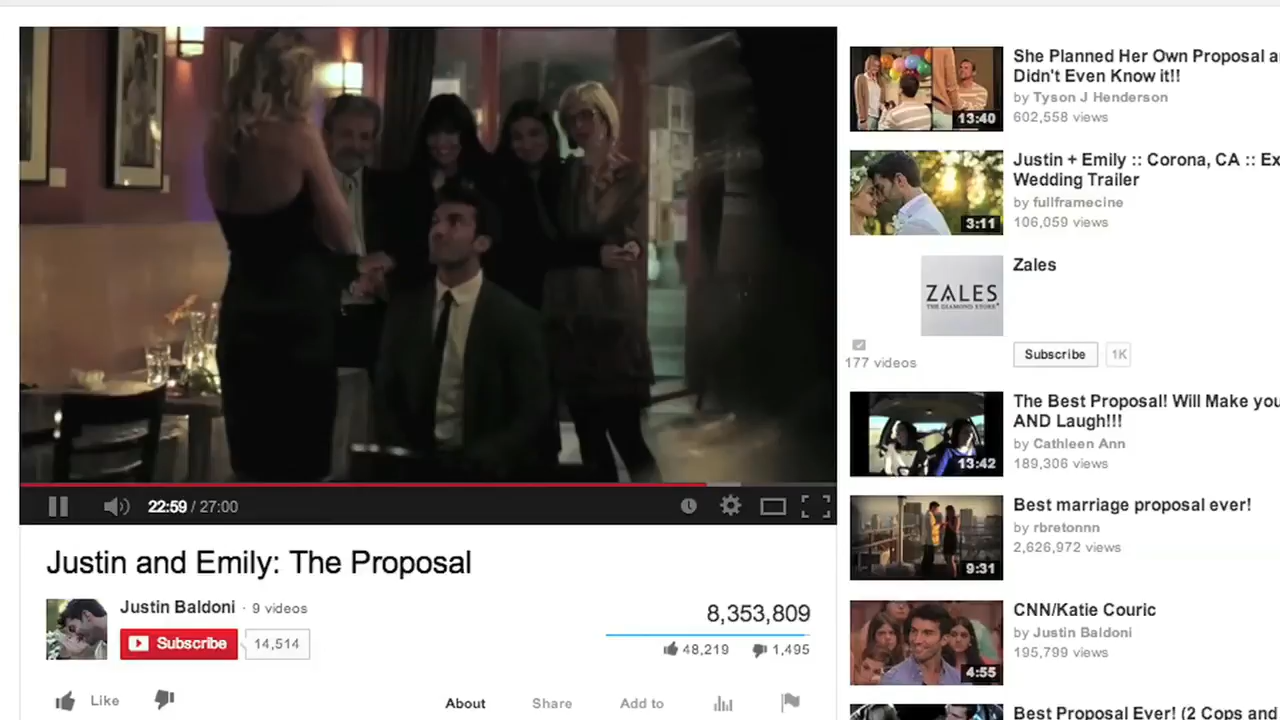 22:59 / 27:00
Justin and Emily: The Proposal
Justin Baldoni · 9 videos
Subscribe 14,514
8,353,809
48,219 1,495
Like
About Share Add to
She Planned Her Own Proposal a
Didn't Even Know it!!
by Tyson J Henderson
602,558 views
13:40
Justin + Emily :: Corona, CA :: Ex
Wedding Trailer
by fullframecine
106,059 views
3:11
Zales
ZALES
THE DIAMOND STORE
177 videos
Subscribe 1K
The Best Proposal! Will Make you
AND Laugh!!!
by Cathleen Ann
189,306 views
13:42
Best marriage proposal ever!
by rbretonnn
2,626,972 views
9:31
CNN/Katie Couric
by Justin Baldoni
195,799 views
4:55
Best Proposal Ever! (2 Cops and